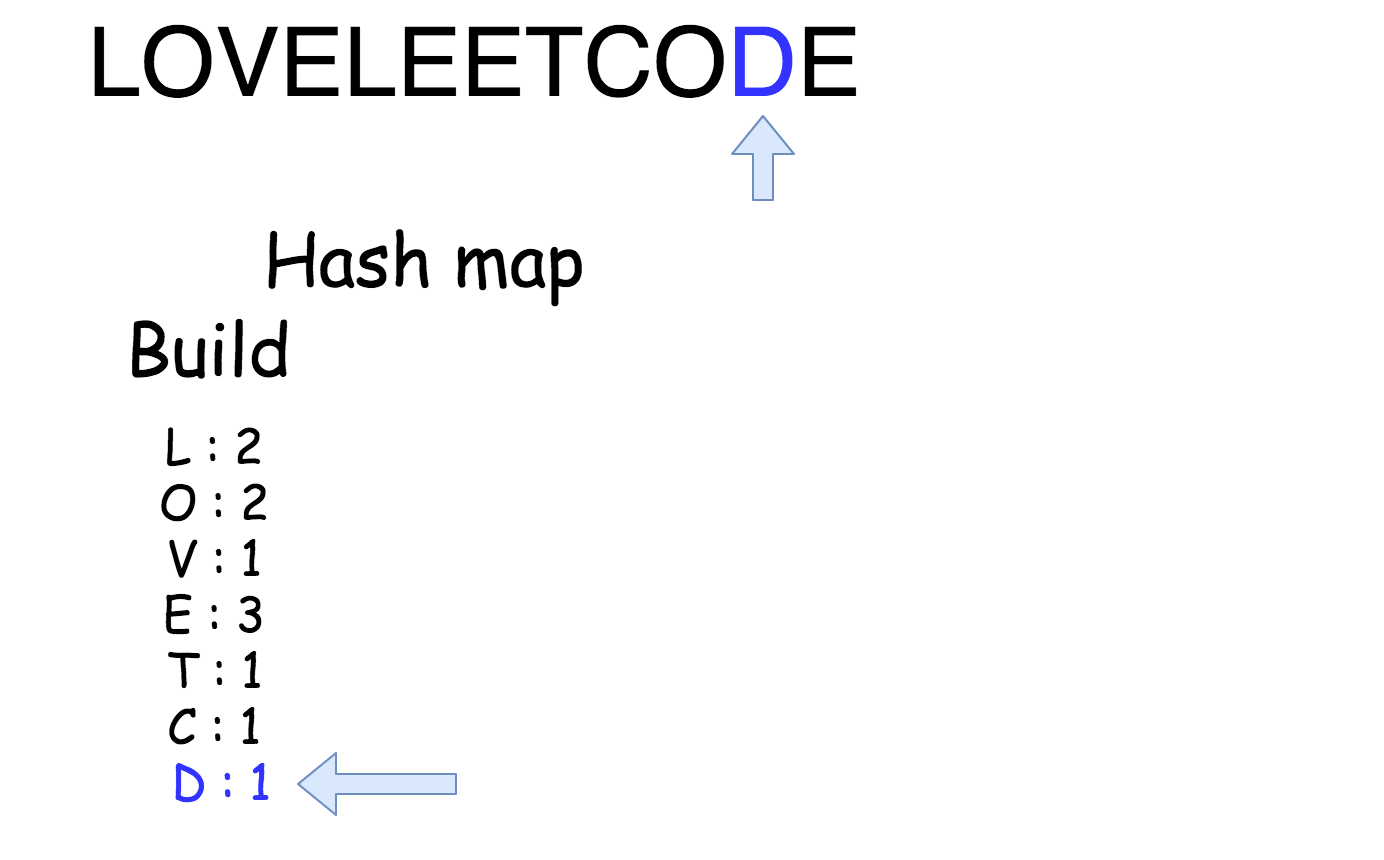 LOVELEETCODE
Hash map
Build
L : 2
O : 2
V : 1
E : 3
T : 1
C : 1
D : 1